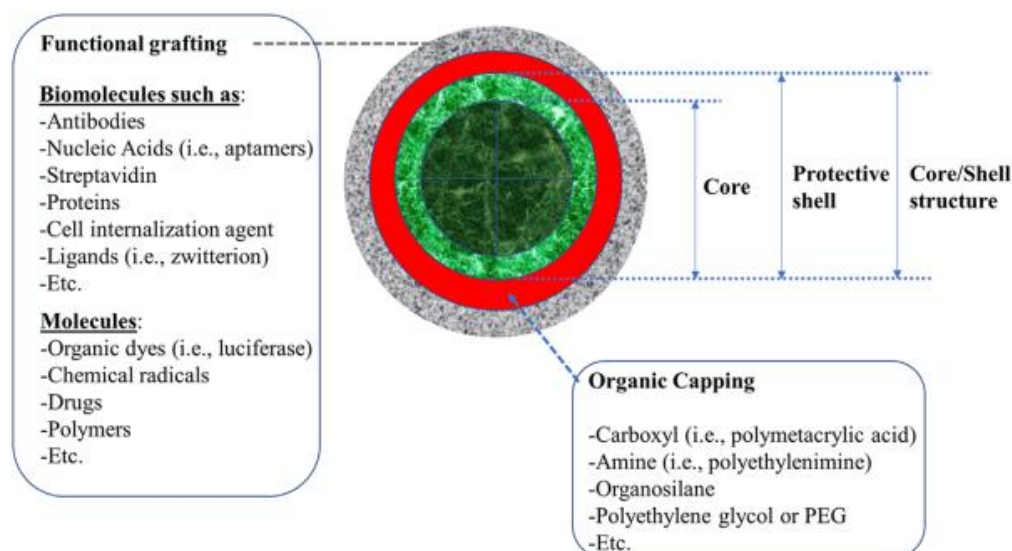 Functional grafting
Biomolecules such as:
-Antibodies
-Nucleic Acids (i.e., aptamers)
-Streptavidin
-Proteins
-Cell internalization agent
-Ligands (i.e., zwitterion)
-Etc.
Molecules:
-Organic dyes (i.e., luciferase)
-Chemical radicals
-Drugs
-Polymers
-Etc.
Core
Protective
shell
Core/Shell
structure
Organic Capping
-Carboxyl (i.e., polymetacrylic acid)
-Amine (i.e., polyethylenimine)
-Organosilane
-Polyethylene glycol or PEG
-Etc.